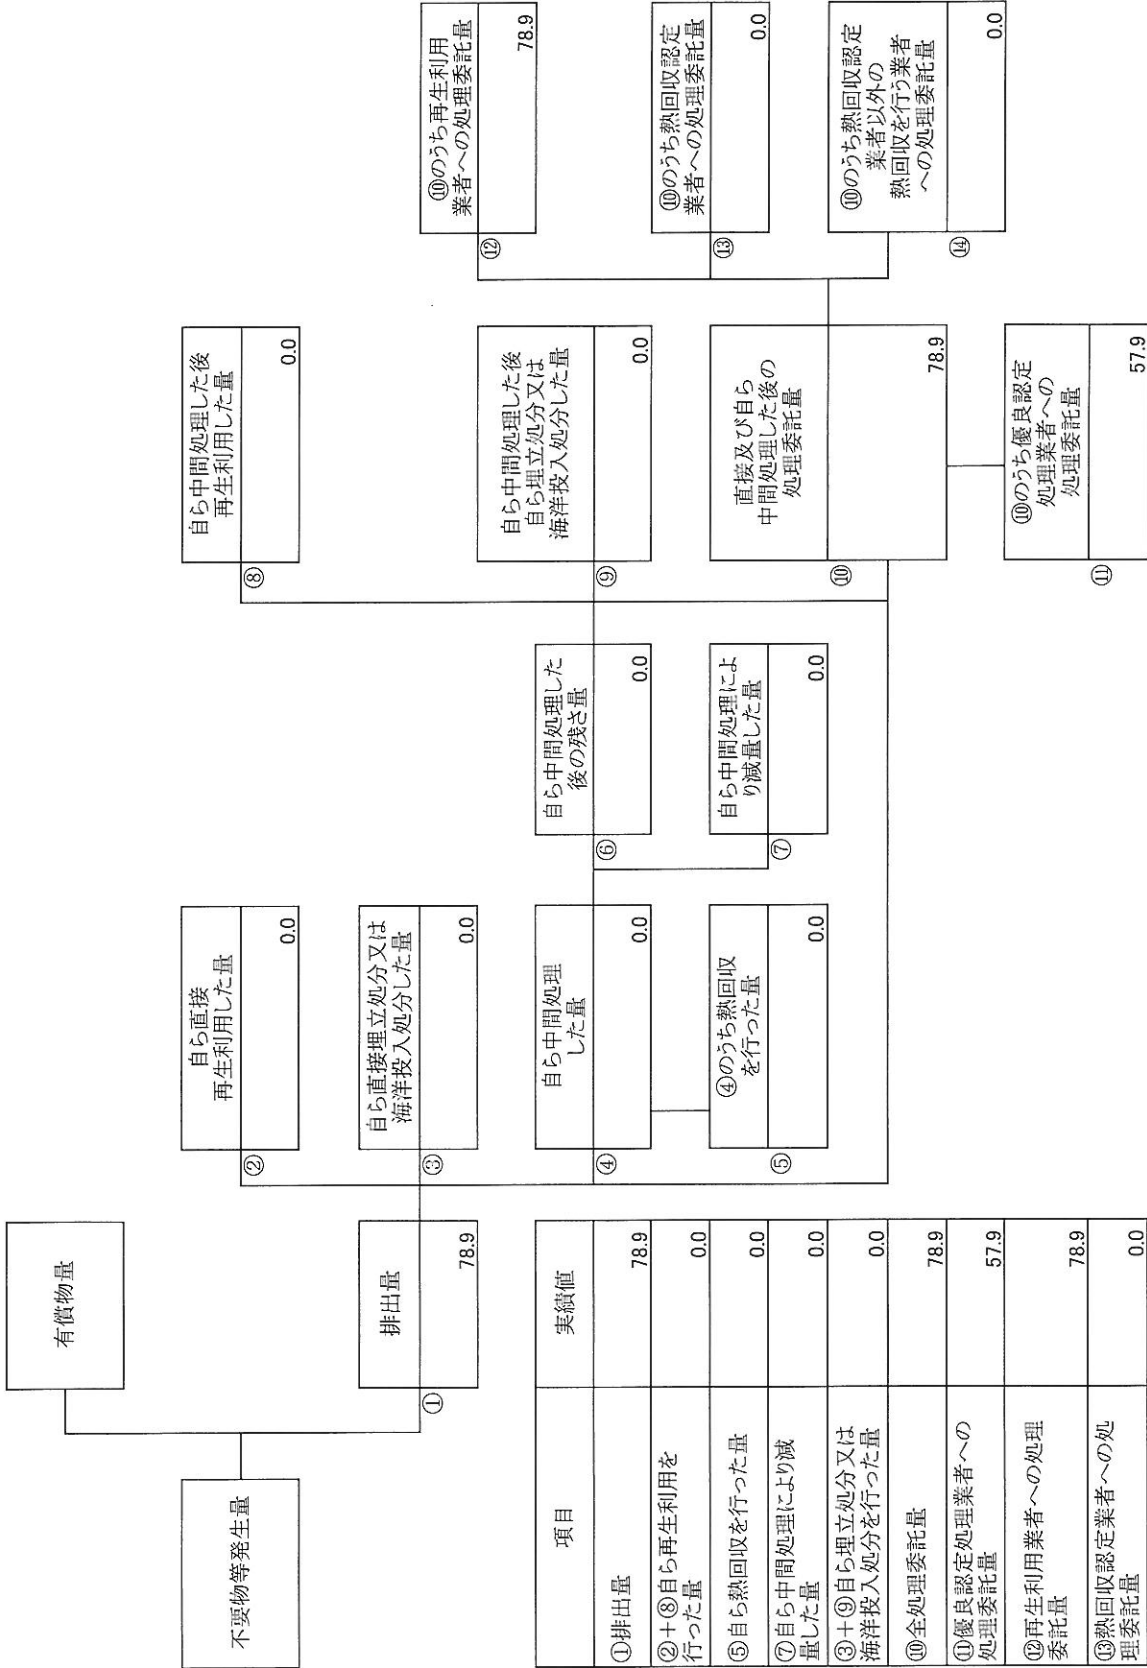 有償物量
不要物等発生量
排出量
①
78.9
自ら直接
再生利用した量
②
0.0
自ら直接埋立処分又は
海洋投入処分した量
③
0.0
自ら中間処理
した量
④
0.0
④のうち熱回収
を行った量
⑤
0.0
自ら中間処理した
後の残さ量
⑥
0.0
自ら中間処理によ
り減量した量
⑦
0.0
自ら中間処理した後
再生利用した量
⑧
0.0
自ら中間処理した後
自ら埋立処分又は
海洋投入処分した量
⑨
0.0
直接及び自ら
中間処理した後の
処理委託量
⑩
78.9
⑩のうち優良認定
処理業者への
処理委託量
⑪
57.9
⑩のうち再生利用
業者への処理委託量
⑫
78.9
⑩のうち熱回収認定
業者への処理委託量
⑬
0.0
⑩のうち熱回収認定
業者以外の
熱回収を行う業者
への処理委託量
⑭
0.0
項目 実績値
①排出量 78.9
②+⑧自ら再生利用を
行った量 0.0
⑤自ら熱回収を行った量 0.0
⑦自ら中間処理により減
量した量 0.0
③+⑨自ら埋立処分又は
海洋投入処分を行った量 0.0
⑩全処理委託量 78.9
⑪優良認定処理業者への
処理委託量 57.9
⑫再生利用業者への処理
委託量 78.9
⑬熱回収認定業者への処
理委託量 0.0